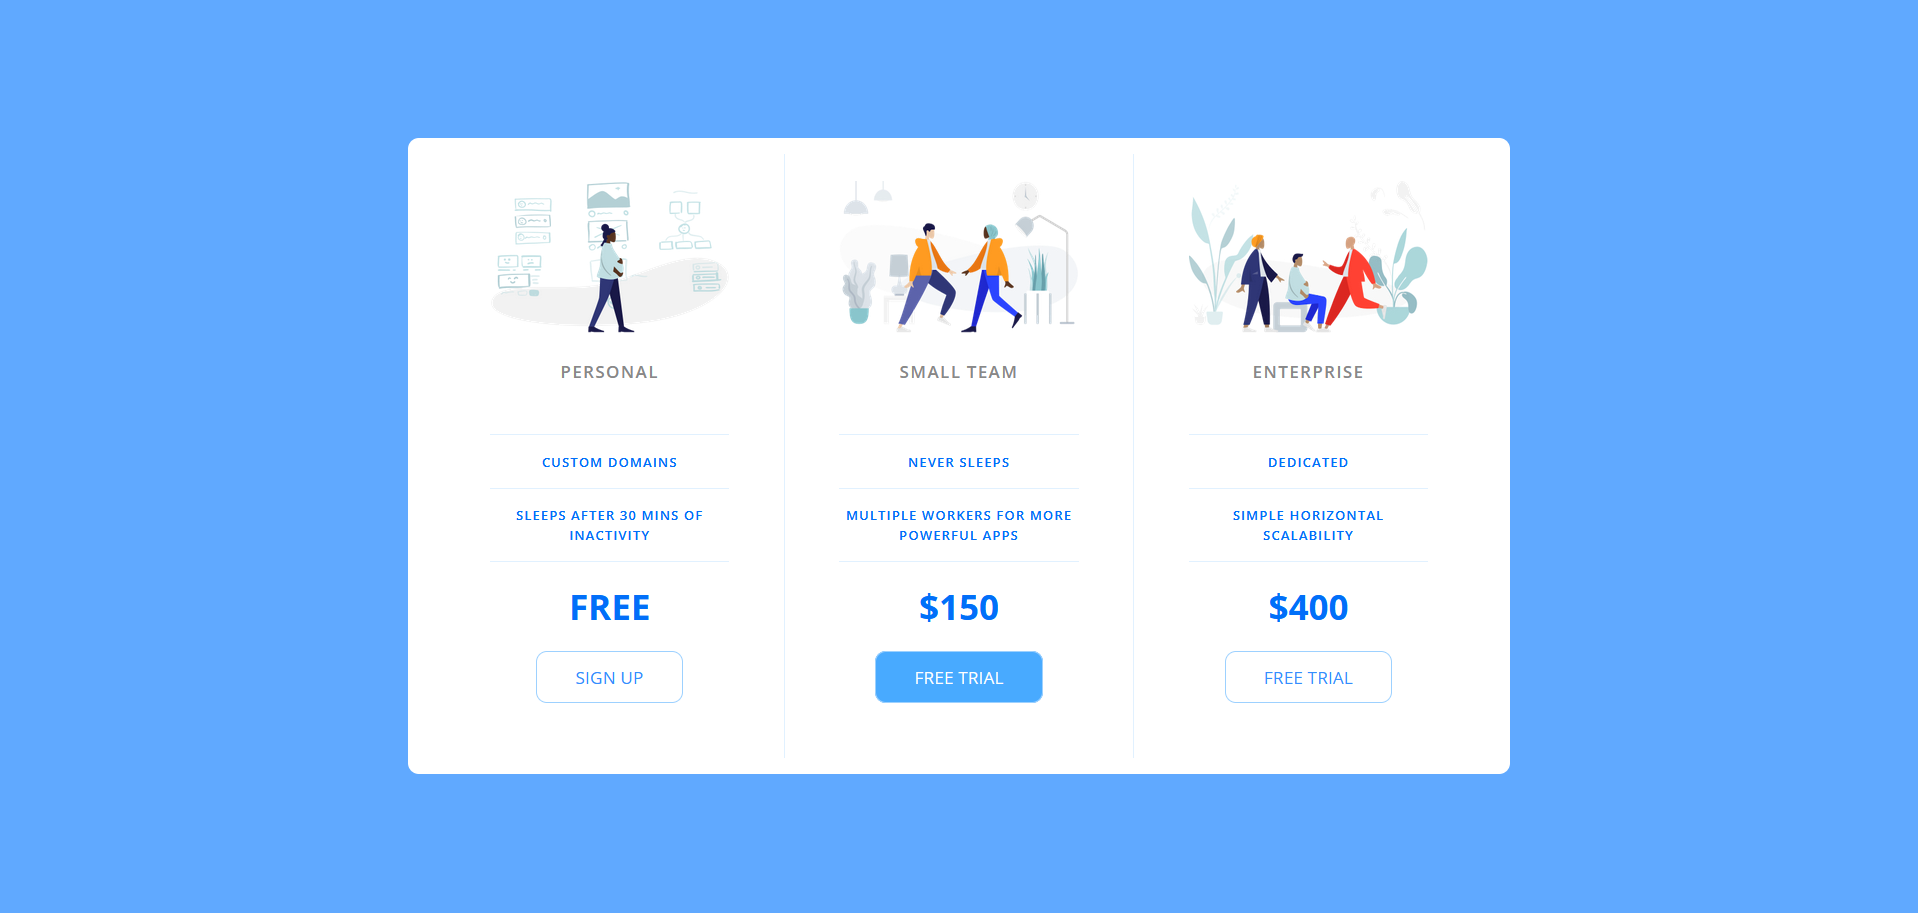 PERSONAL
CUSTOM DOMAINS
SLEEPS AFTER 30 MINS OF
INACTIVITY
FREE
SIGN UP
SMALL TEAM
NEVER SLEEPS
MULTIPLE WORKERS FOR MORE
POWERFUL APPS
$150
FREE TRIAL
ENTERPRISE
DEDICATED
SIMPLE HORIZONTAL
SCALABILITY
$400
FREE TRIAL